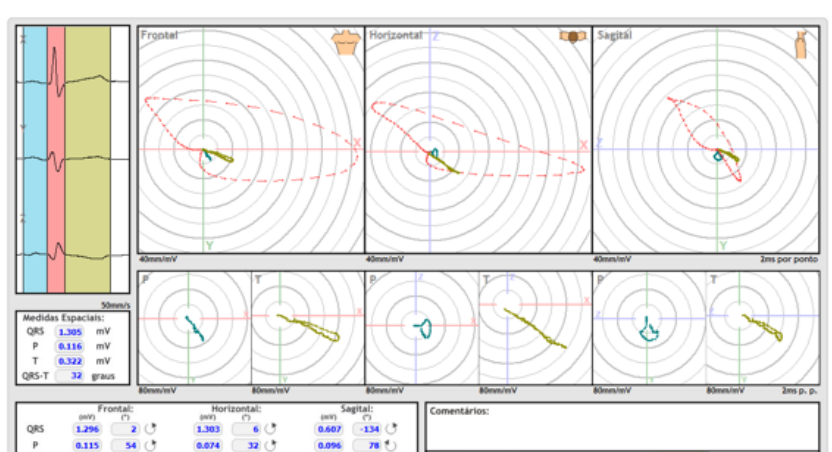 Frontal
Horizontal
Sagital
X
Y
Z
X
Z
Y
40mm/mV
40mm/mV
40mm/mV
2ms por ponto
50mm/s
P
T
P
T
P
T
80mm/mV
80mm/mV
80mm/mV
80mm/mV
80mm/mV
2ms p. p.
Medidas Espaciais:
QRS 1.305 mV
P 0.116 mV
T 0.322 mV
QRS-T 32 graus
Frontal: Horizontal: Sagital:
(mV) (°) (mV) (°) (mV) (°)
QRS 1.296 2 1.303 6 0.607 -134
P 0.115 54 0.074 32 0.096 78
Comentários: